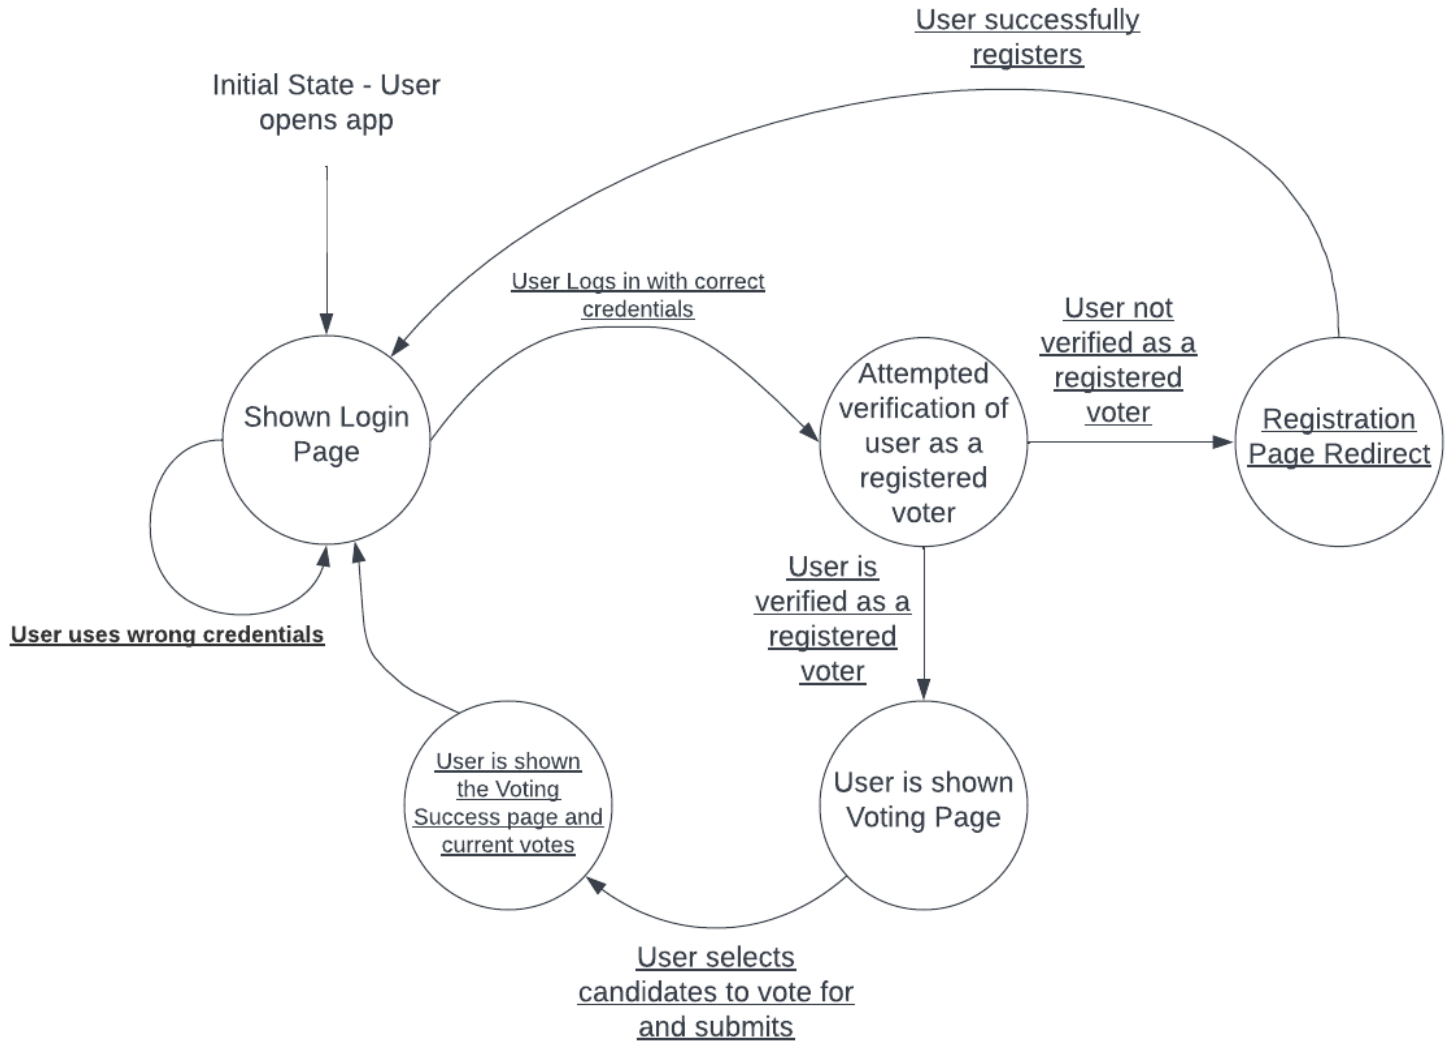 User successfully
registers
Initial State - User
opens app
User Logs in with correct
credentials
User not
verified as a
registered
voter
Shown Login
Page
Attempted
verification of
user as a
registered
voter
Registration
Page Redirect
User is
verified as a
registered
voter
User uses wrong credentials
User is shown
the Voting
Success page and
current votes
User is shown
Voting Page
User selects
candidates to vote for
and submits